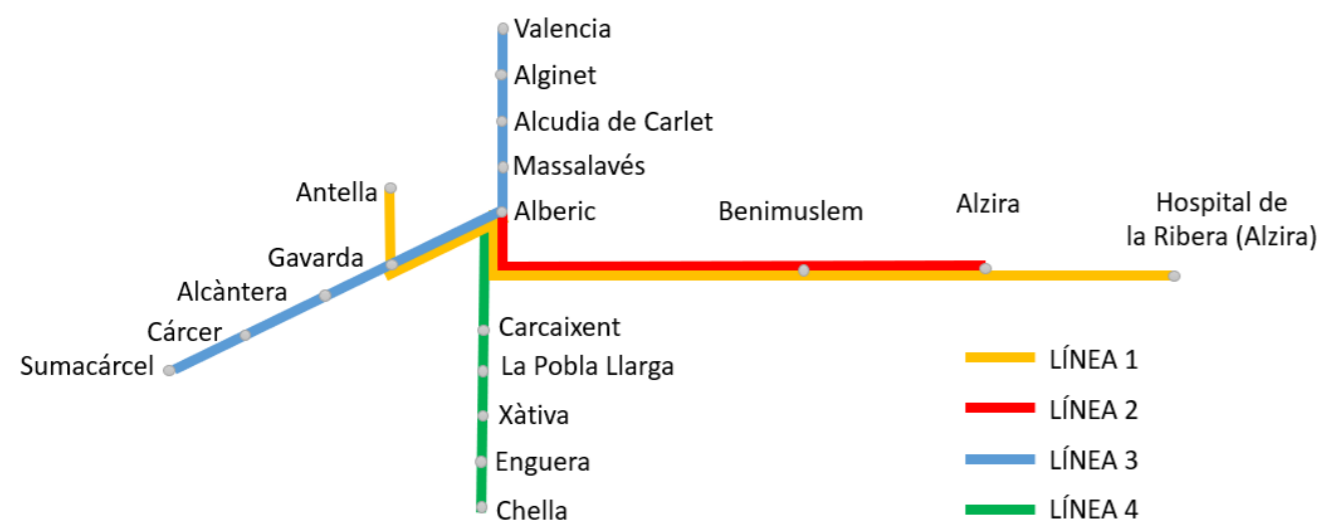 Valencia
Alginet
Alcudia de Carlet
Massalavés
Antella
Alberic
Benimuslem
Alzira
Hospital de
la Ribera (Alzira)
Gavarda
Alcàntera
Cárcer
Sumacárcel
Carcaixent
La Pobla Llarga
Xàtiva
Enguera
Chella
LÍNEA 1
LÍNEA 2
LÍNEA 3
LÍNEA 4